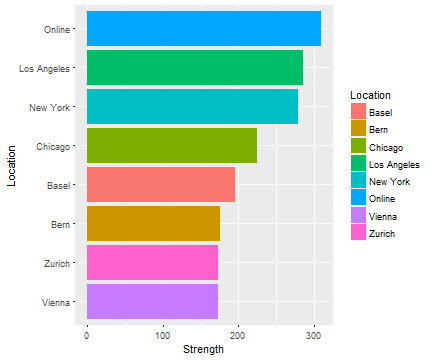 Online
Los Angeles
New York
Chicago
Basel
Bern
Zurich
Vienna
Location
0
100
200
300
Strength
Location
Basel
Bern
Chicago
Los Angeles
New York
Online
Vienna
Zurich